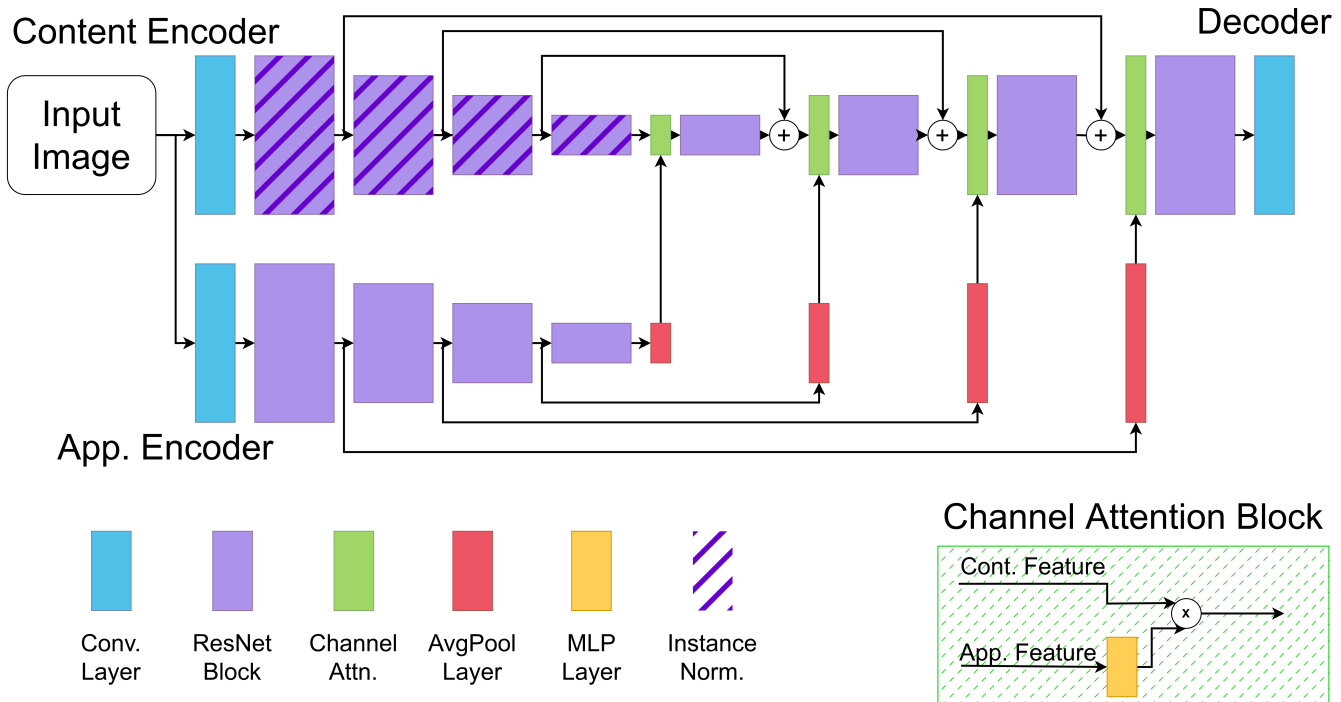 Content Encoder
Decoder
Input
Image
+
+
+
App. Encoder
Conv.
Layer
ResNet
Block
Channel
Attn.
AvgPool
Layer
MLP
Layer
Instance
Norm.
Channel Attention Block
Cont. Feature
x
App. Feature